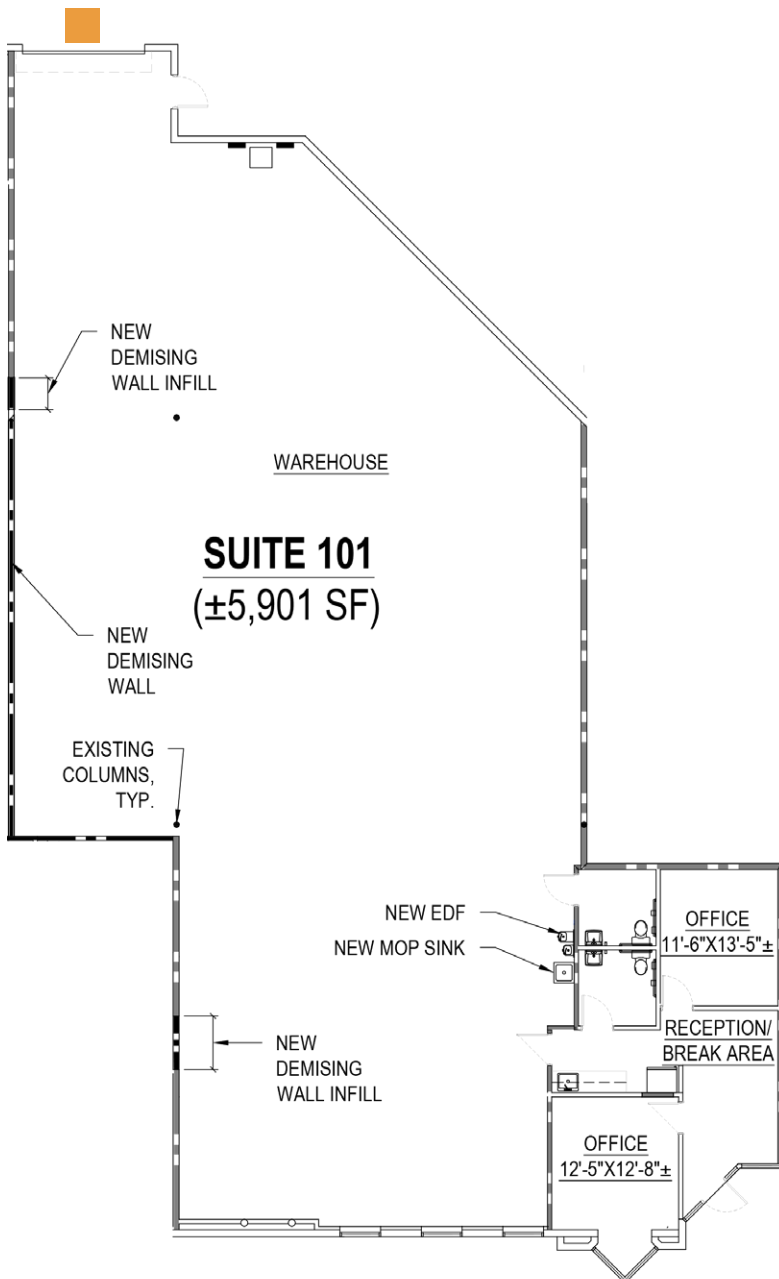 NEW
DEMISING
WALL INFILL
WAREHOUSE
SUITE 101
(±5,901 SF)
NEW
DEMISING
WALL
EXISTING
COLUMNS,
TYP.
NEW EDF
NEW MOP SINK
OFFICE
11'-6"X13'-5"±
RECEPTION/
BREAK AREA
NEW
DEMISING
WALL INFILL
OFFICE
12'-5"X12'-8"±